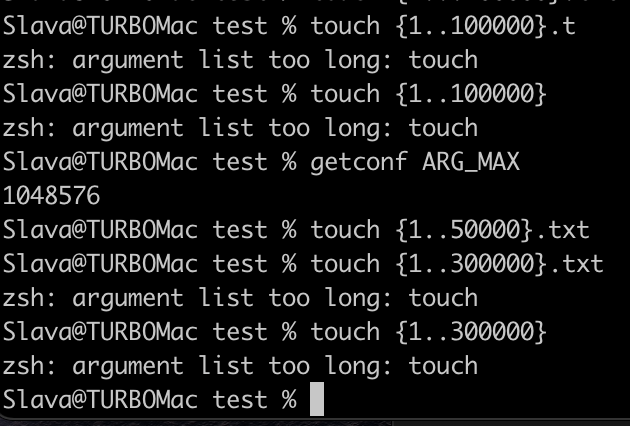 Slava@TURBOMac test % touch {1..100000}.t
zsh: argument list too long: touch
Slava@TURBOMac test % touch {1..100000}
zsh: argument list too long: touch
Slava@TURBOMac test % getconf ARG_MAX
1048576
Slava@TURBOMac test % touch {1..50000}.txt
Slava@TURBOMac test % touch {1..300000}.txt
zsh: argument list too long: touch
Slava@TURBOMac test % touch {1..300000}
zsh: argument list too long: touch
Slava@TURBOMac test %